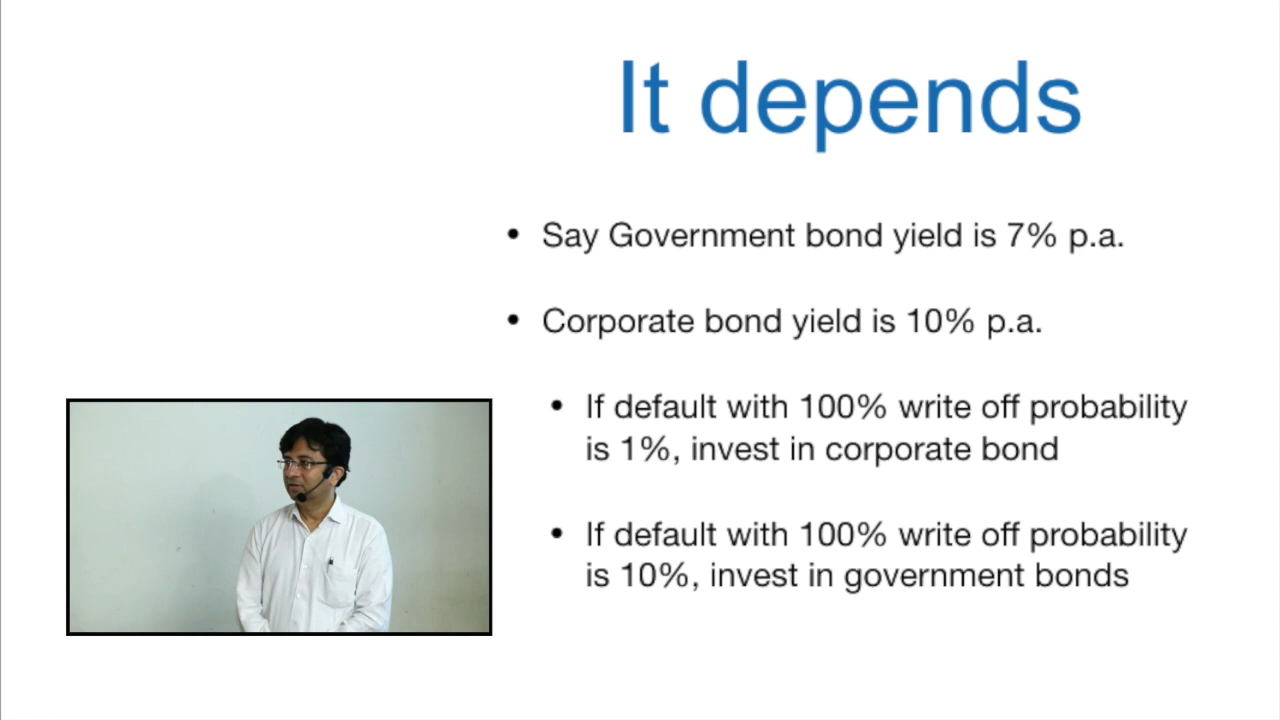 It depends
• Say Government bond yield is 7% p.a.
• Corporate bond yield is 10% p.a.
• If default with 100% write off probability
is 1%, invest in corporate bond
• If default with 100% write off probability
is 10%, invest in government bonds